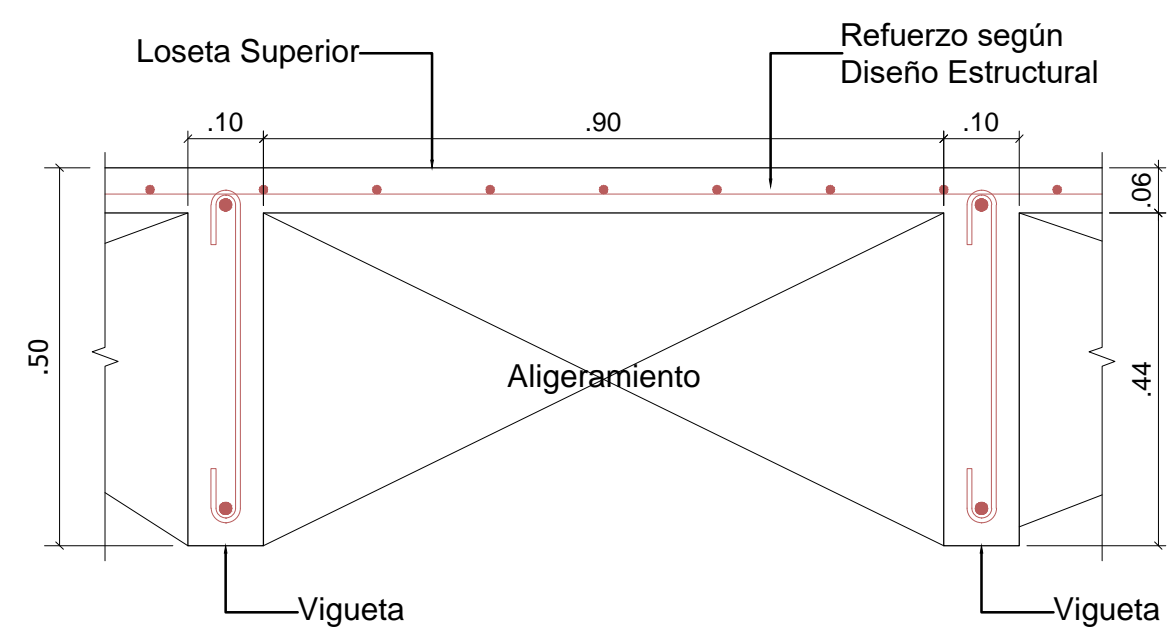 Loseta Superior
Refuerzo según
Diseño Estructural
.10
.90
.10
.06
.50
.44
Aligeramiento
Vigueta
Vigueta